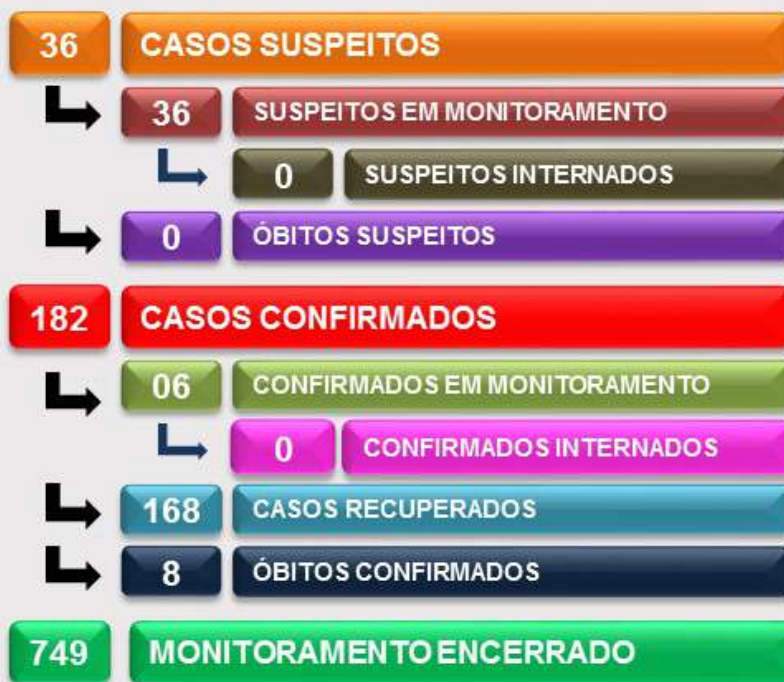 36 CASOS SUSPEITOS
36 SUSPEITOS EM MONITORAMENTO
0 SUSPEITOS INTERNADOS
0 ÓBITOS SUSPEITOS
182 CASOS CONFIRMADOS
06 CONFIRMADOS EM MONITORAMENTO
0 CONFIRMADOS INTERNADOS
168 CASOS RECUPERADOS
8 ÓBITOS CONFIRMADOS
749 MONITORAMENTO ENCERRADO